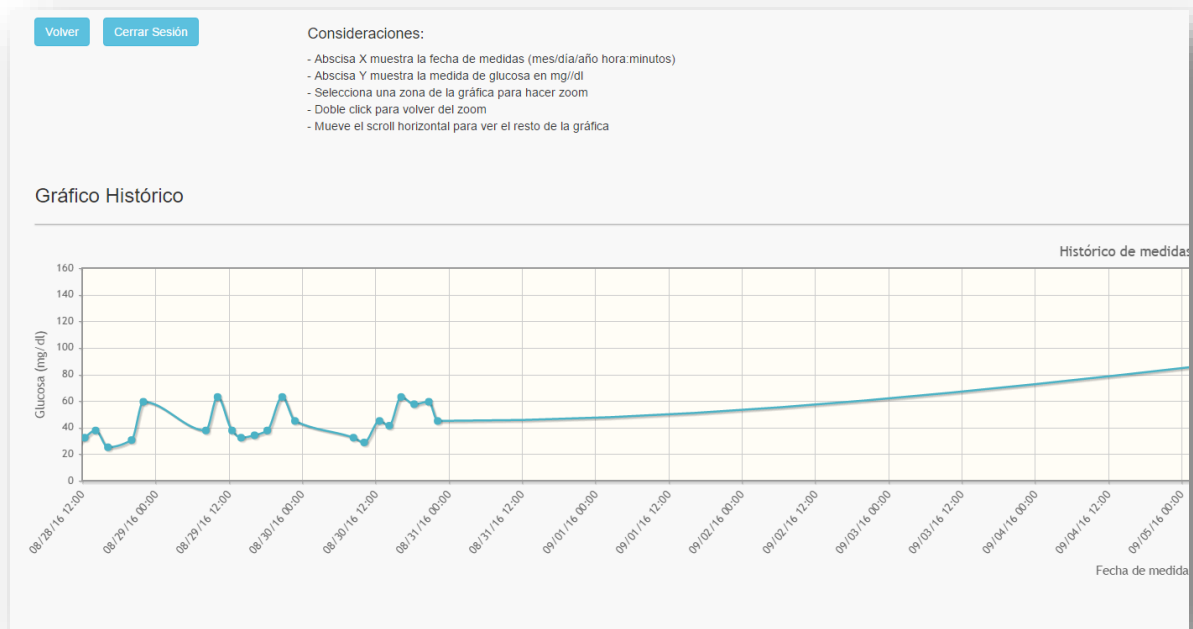 Volver
Cerrar Sesión
Consideraciones:
- Abscisa X muestra la fecha de medidas (mes/día/año hora:minutos)
- Abscisa Y muestra la medida de glucosa en mg//dl
- Selecciona una zona de la gráfica para hacer zoom
- Doble click para volver del zoom
- Mueve el scroll horizontal para ver el resto de la gráfica
Gráfico Histórico
Histórico de medidas
Glucosa (mg/dl)
160
140
120
100
80
60
40
20
0
08/28/16 12:00
08/29/16 00:00
08/29/16 12:00
08/30/16 00:00
08/30/16 12:00
08/31/16 00:00
08/31/16 12:00
09/01/16 00:00
09/01/16 12:00
09/02/16 00:00
09/02/16 12:00
09/03/16 00:00
09/03/16 12:00
09/04/16 00:00
09/04/16 12:00
09/05/16 00:00
Fecha de medida